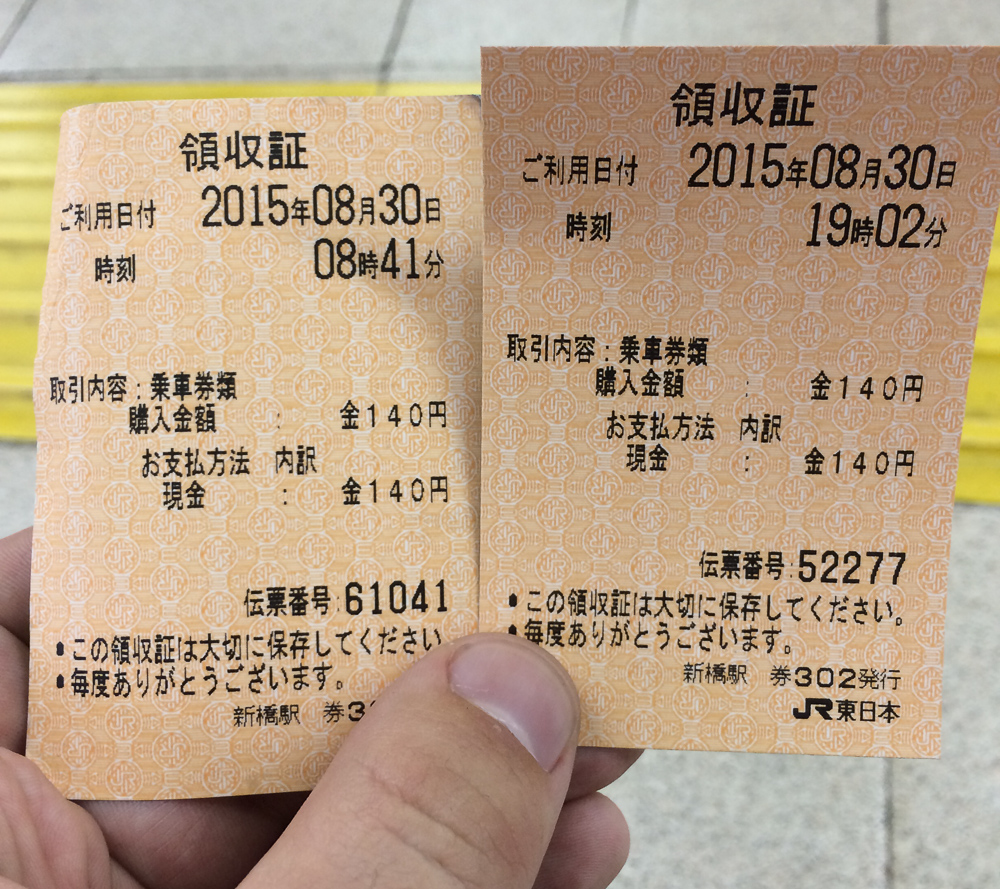 領収証
ご利用日付 2015年08月30日
時刻 08時41分
取引内容：乗車券類
購入金額 : 金140円
お支払方法 内訳
現金 : 金140円
伝票番号:61041
•この領収証は大切に保存してください
•毎度ありがとうございます。
新橋駅 券3
領収証
ご利用日付 2015年08月30日
時刻 19時02分
取引内容：乗車券類
購入金額 : 金140円
お支払方法 内訳
現金 : 金140円
伝票番号:52277
•この領収証は大切に保存してください。
•毎度ありがとうございます。
新橋駅 券302発行
JR東日本